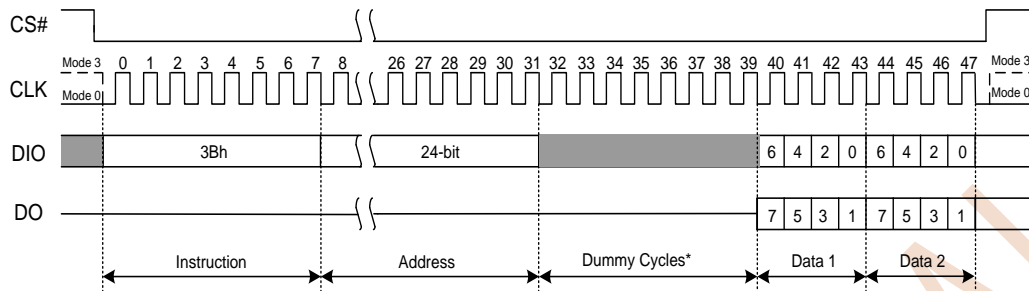 CS#
Mode 3 0 1 2 3 4 5 6 7 8 26 27 28 29 30 31 32 33 34 35 36 37 38 39 40 41 42 43 44 45 46 47 Mode 3
CLK
Mode 0 Mode 0
DIO 3Bh 24-bit 6 4 2 0 6 4 2 0
DO 7 5 3 1 7 5 3 1
Instruction Address Dummy Cycles* Data 1 Data 2